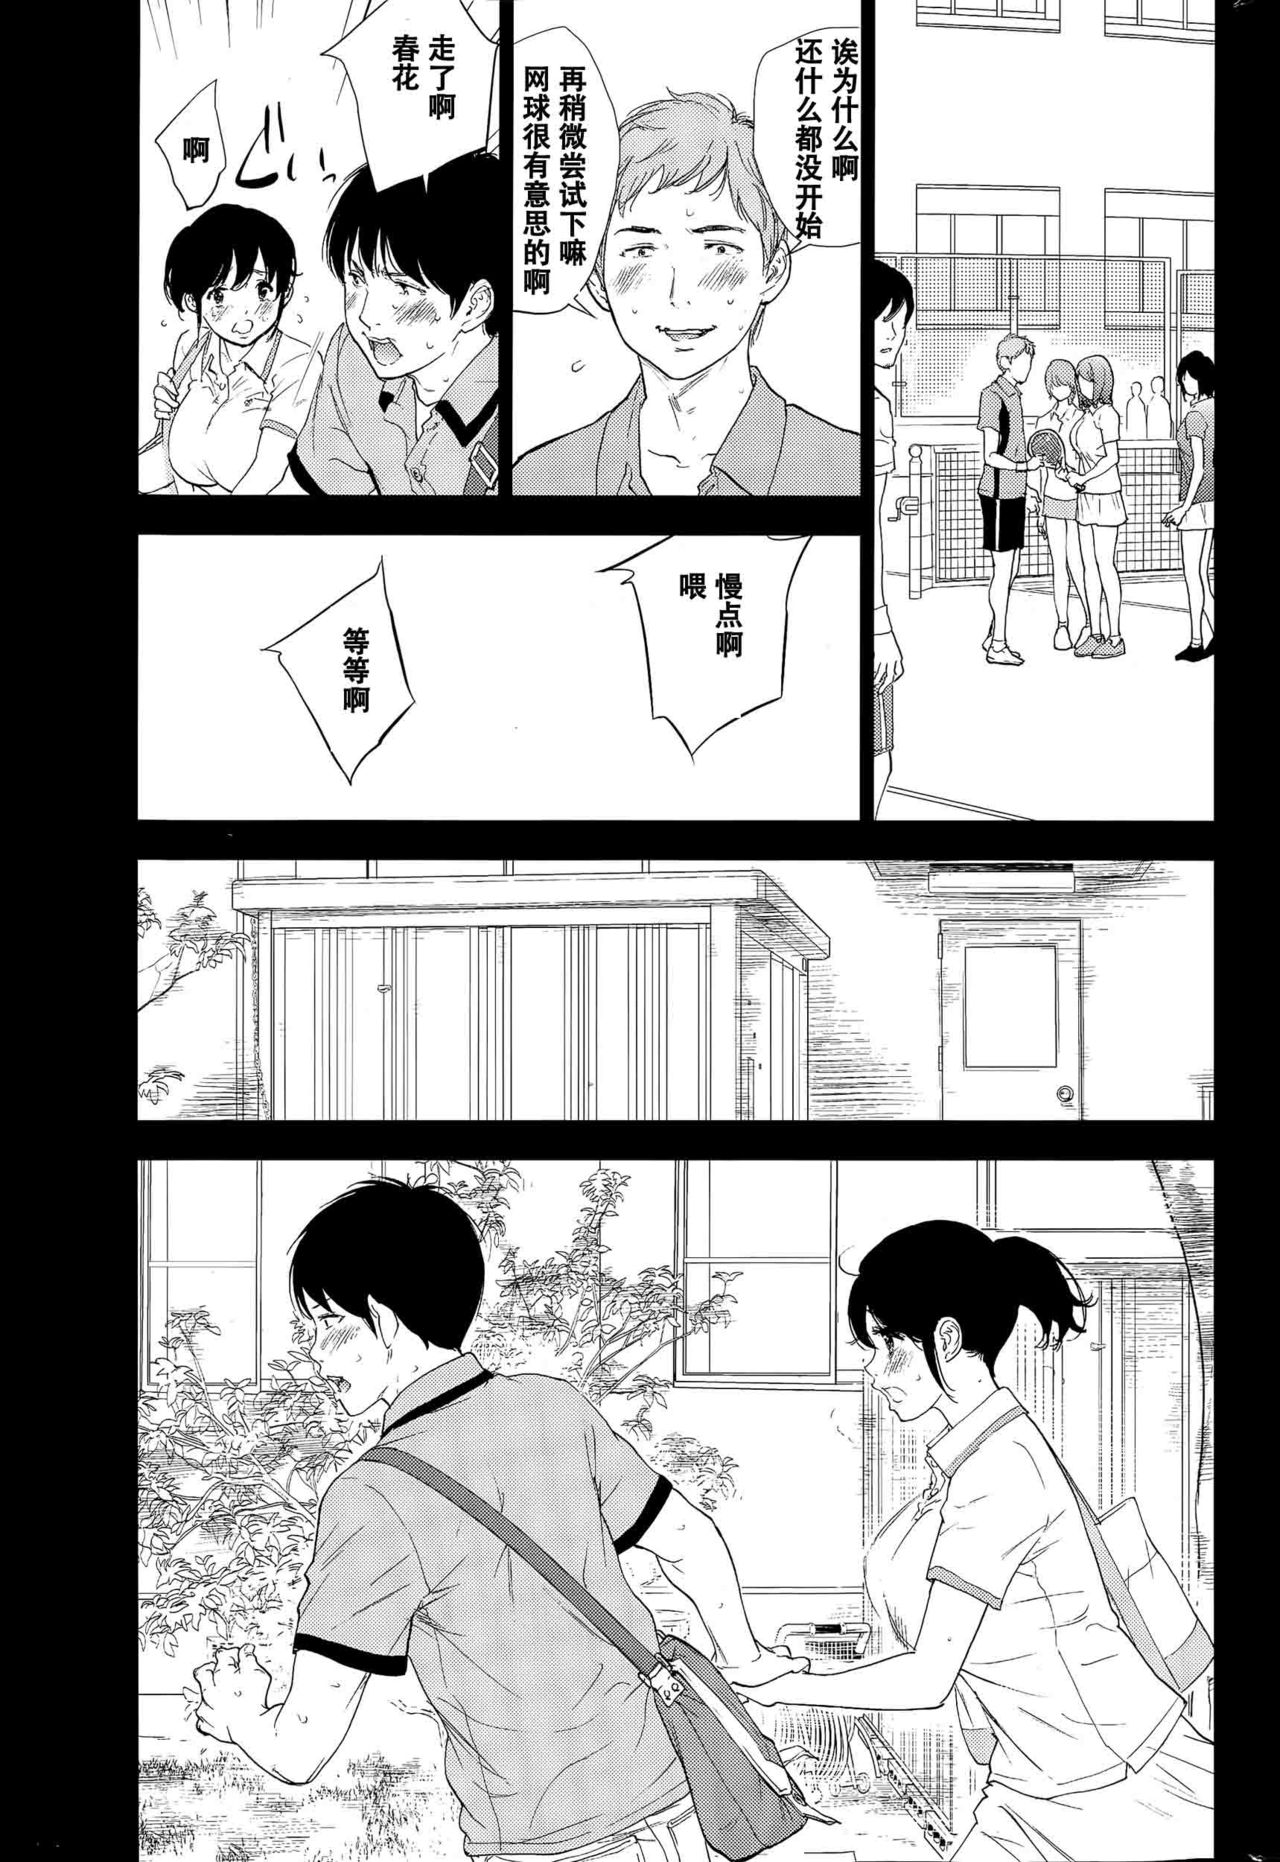 诶为什么啊
还什么都没开始
再稍微尝试下嘛
网球很有意思的啊
走了啊
春花
啊
慢点啊
喂
等等啊